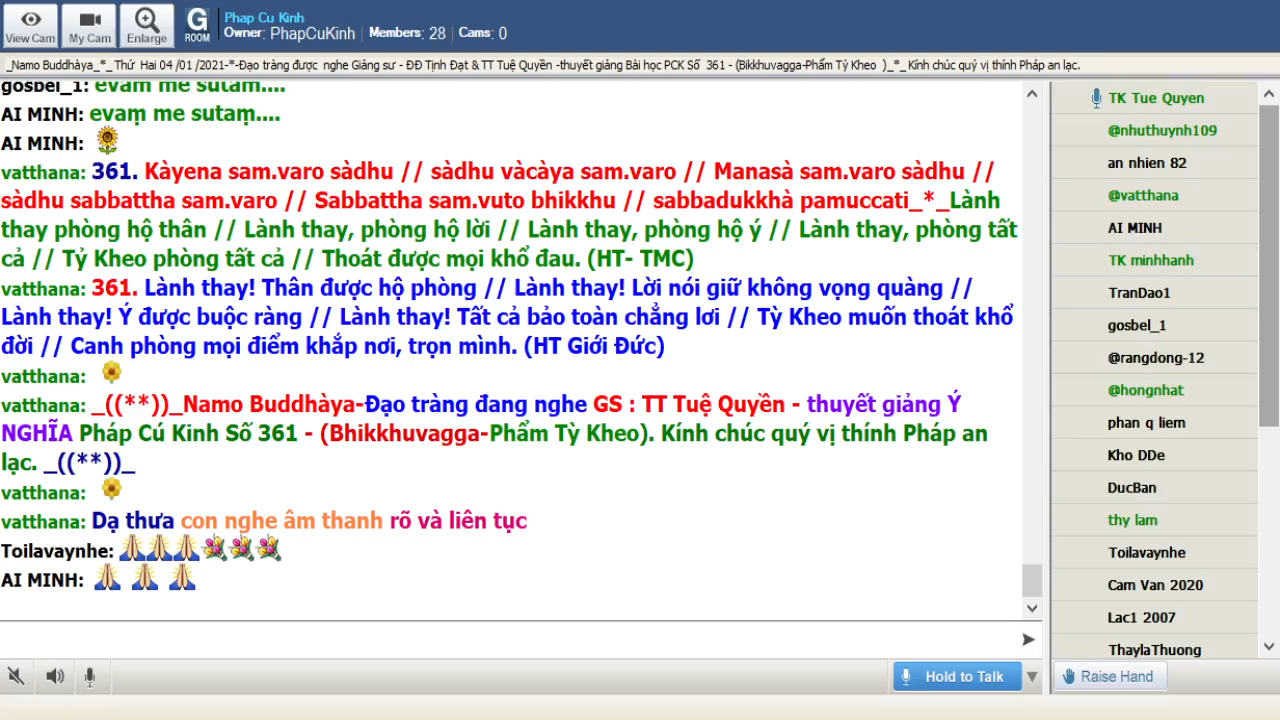 View Cam
My Cam
Enlarge
G
ROOM
Phap Cu Kinh
Owner: PhapCuKinh | Members: 28 | Cams: 0
_Namo Buddhàya_*_ Thứ Hai 04 /01 /2021-*-Đạo tràng được nghe Giảng sư - ĐĐ Tịnh Đạt & TT Tuệ Quyền -thuyết giảng Bài học PCK Số 361 - (Bikkhuvagga-Phẩm Tỳ Kheo )_*_Kính chúc quý vị thính Pháp an lạc.
gosbel_1: evaṃ me sutaṃ....
AI MINH: evaṃ me sutaṃ....
AI MINH:
vatthana: 361. Kàyena sam.varo sàdhu // sàdhu vàcàya sam.varo // Manasà sam.varo sàdhu //
sàdhu sabbattha sam.varo // Sabbattha sam.vuto bhikkhu // sabbadukkhà pamuccati_*_Lành
thay phòng hộ thân // Lành thay, phòng hộ lời // Lành thay, phòng hộ ý // Lành thay, phòng tất
cả // Tỷ Kheo phòng tất cả // Thoát được mọi khổ đau. (HT- TMC)
vatthana: 361. Lành thay! Thân được hộ phòng // Lành thay! Lời nói giữ không vọng quàng //
Lành thay! Ý được buộc ràng // Lành thay! Tất cả bảo toàn chẳng lơi // Tỳ Kheo muốn thoát khổ
đời // Canh phòng mọi điểm khắp nơi, trọn mình. (HT Giới Đức)
vatthana:
vatthana: _((**))_Namo Buddhàya-Đạo tràng đang nghe GS : TT Tuệ Quyền - thuyết giảng Ý
NGHĨA Pháp Cú Kinh Số 361 - (Bhikkhuvagga-Phẩm Tỳ Kheo). Kính chúc quý vị thính Pháp an
lạc. _((**))_
vatthana:
vatthana: Dạ thưa con nghe âm thanh rõ và liên tục
Toilavaynhe:
AI MINH:
Hold to Talk
TK Tue Quyen
@nhuthuynh109
an nhien 82
@vatthana
AI MINH
TK minhhanh
TranDao1
gosbel_1
@rangdong-12
@hongnhat
phan q liem
Kho DDe
DucBan
thy lam
Toilavaynhe
Cam Van 2020
Lac1 2007
ThaylaThuong
Raise Hand